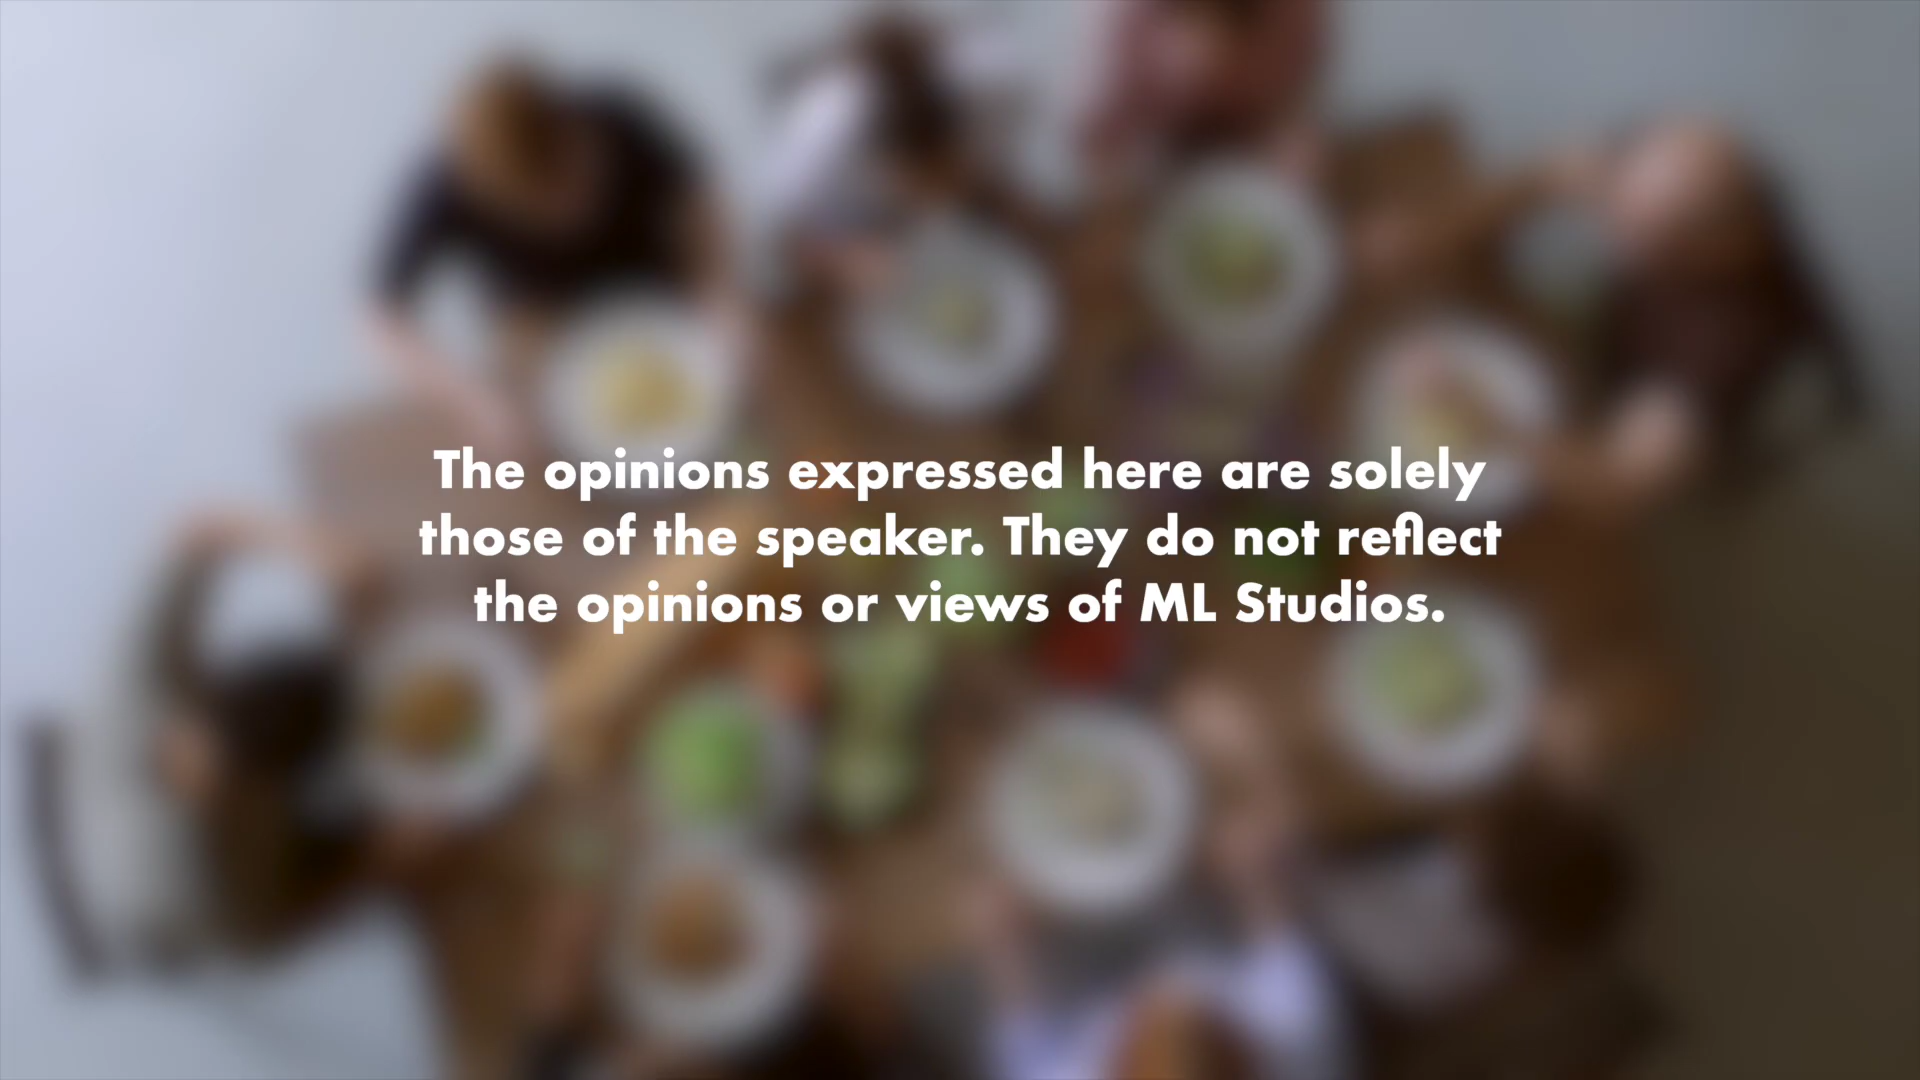 The opinions expressed here are solely
those of the speaker. They do not reflect
the opinions or views of ML Studios.